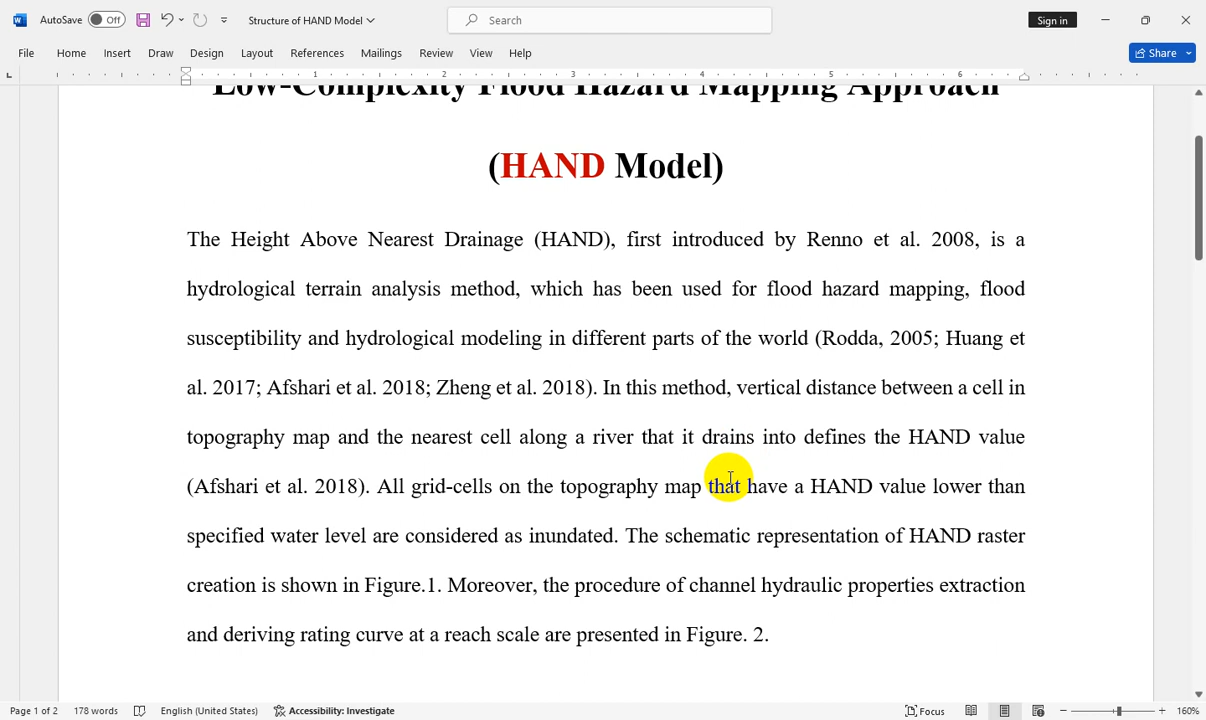 AutoSave Off Structure of HAND Model Search Sign in
File Home Insert Draw Design Layout References Mailings Review View Help Share
1 2 3 4 5 6
Low-Complexity Flood Hazard Mapping Approach
(HAND Model)
The Height Above Nearest Drainage (HAND), first introduced by Renno et al. 2008, is a
hydrological terrain analysis method, which has been used for flood hazard mapping, flood
susceptibility and hydrological modeling in different parts of the world (Rodda, 2005; Huang et
al. 2017; Afshari et al. 2018; Zheng et al. 2018). In this method, vertical distance between a cell in
topography map and the nearest cell along a river that it drains into defines the HAND value
(Afshari et al. 2018). All grid-cells on the topography map that have a HAND value lower than
specified water level are considered as inundated. The schematic representation of HAND raster
creation is shown in Figure.1. Moreover, the procedure of channel hydraulic properties extraction
and deriving rating curve at a reach scale are presented in Figure. 2.
Page 1 of 2 178 words English (United States) Accessibility: Investigate Focus 160%